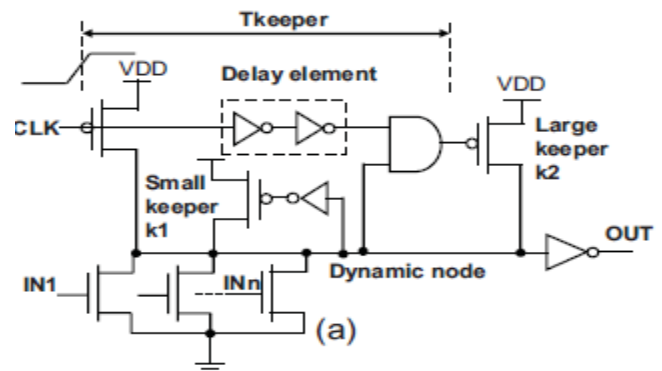 Tkeeper
VDD
Delay element
VDD
CLK
Large
keeper
k2
Small
keeper
k1
OUT
IN1
INn
Dynamic node
(a)